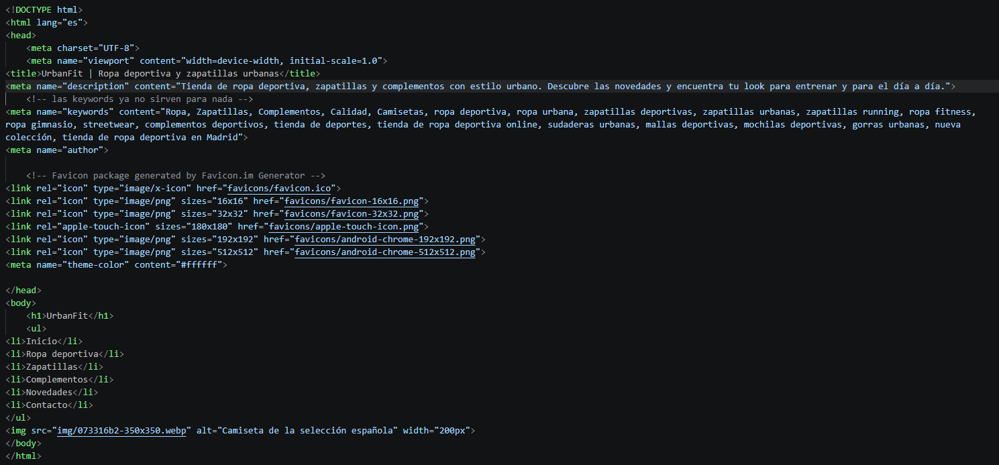 <!DOCTYPE html>
<html lang="es">
<head>
    <meta charset="UTF-8">
    <meta name="viewport" content="width=device-width, initial-scale=1.0">
<title>UrbanFit | Ropa deportiva y zapatillas urbanas</title>
<meta name="description" content="Tienda de ropa deportiva, zapatillas y complementos con estilo urbano. Descubre las novedades y encuentra tu look para entrenar y para el día a día.">
    <!-- las keywords ya no sirven para nada -->
<meta name="keywords" content="Ropa, Zapatillas, Complementos, Calidad, Camisetas, ropa deportiva, ropa urbana, zapatillas deportivas, zapatillas urbanas, zapatillas running, ropa fitness,
ropa gimnasio, streetwear, complementos deportivos, tienda de deportes, tienda de ropa deportiva online, sudaderas urbanas, mallas deportivas, mochilas deportivas, gorras urbanas, nueva
colección, tienda de ropa deportiva en Madrid">
<meta name="author">
    <!-- Favicon package generated by Favicon.im Generator -->
<link rel="icon" type="image/x-icon" href="favicons/favicon.ico">
<link rel="icon" type="image/png" sizes="16x16" href="favicons/favicon-16x16.png">
<link rel="icon" type="image/png" sizes="32x32" href="favicons/favicon-32x32.png">
<link rel="apple-touch-icon" sizes="180x180" href="favicons/apple-touch-icon.png">
<link rel="icon" type="image/png" sizes="192x192" href="favicons/android-chrome-192x192.png">
<link rel="icon" type="image/png" sizes="512x512" href="favicons/android-chrome-512x512.png">
<meta name="theme-color" content="#ffffff">
</head>
<body>
    <h1>UrbanFit</h1>
    <ul>
<li>Inicio</li>
<li>Ropa deportiva</li>
<li>Zapatillas</li>
<li>Complementos</li>
<li>Novedades</li>
<li>Contacto</li>
</ul>
<img src="img/073316b2-350x350.webp" alt="Camiseta de la selección española" width="200px">
</body>
</html>